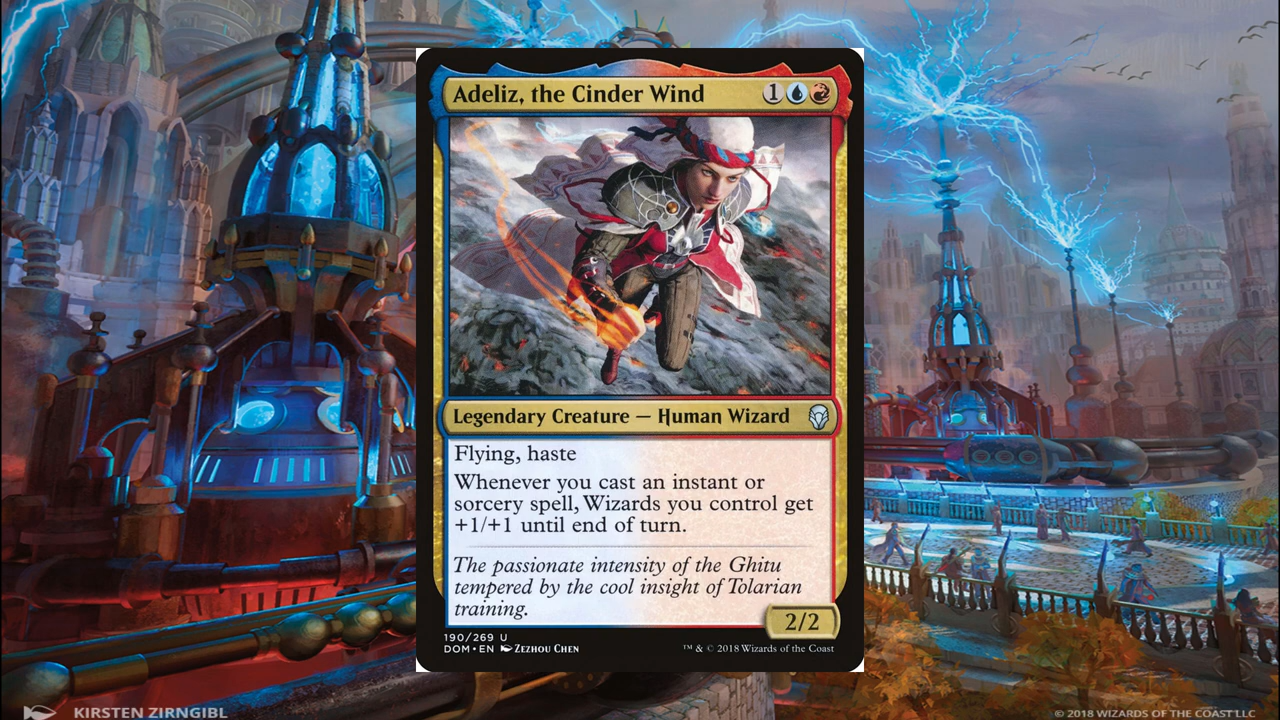 Adeliz, the Cinder Wind 1
Legendary Creature — Human Wizard
Flying, haste
Whenever you cast an instant or
sorcery spell, Wizards you control get
+1/+1 until end of turn.
The passionate intensity of the Ghitu
tempered by the cool insight of Tolarian
training.
2/2
190/269 U
DOM • EN Zezhou Chen
™ & © 2018 Wizards of the Coast
KIRSTEN ZIRNGIBL
© 2018 WIZARDS OF THE COAST LLC